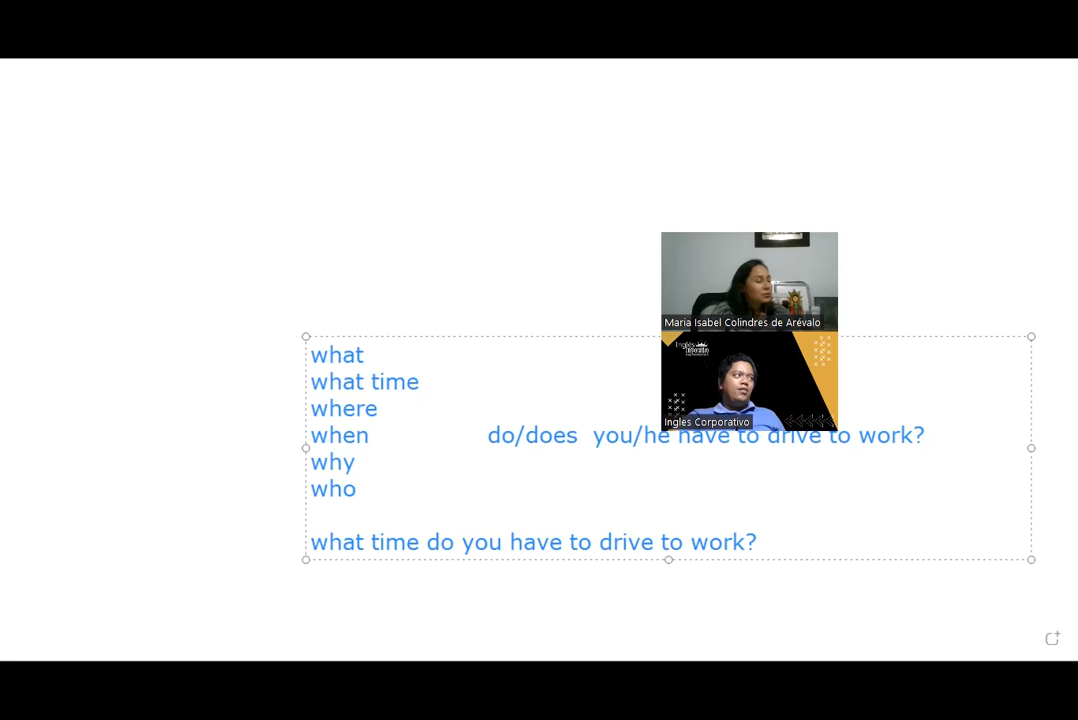 Maria Isabel Colindres de Arévalo
what
what time
where
Inglés Corporativo
when do/does you/he have to drive to work?
why
who
what time do you have to drive to work?